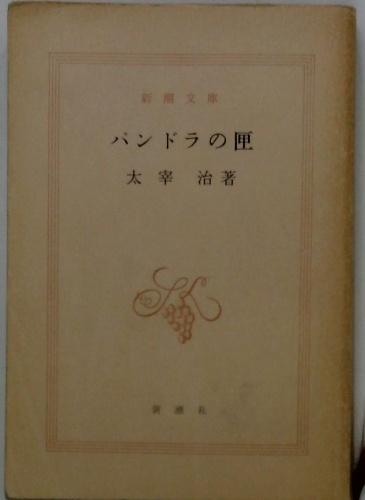 新潮文庫
パンドラの匣
太宰 治著
新潮社